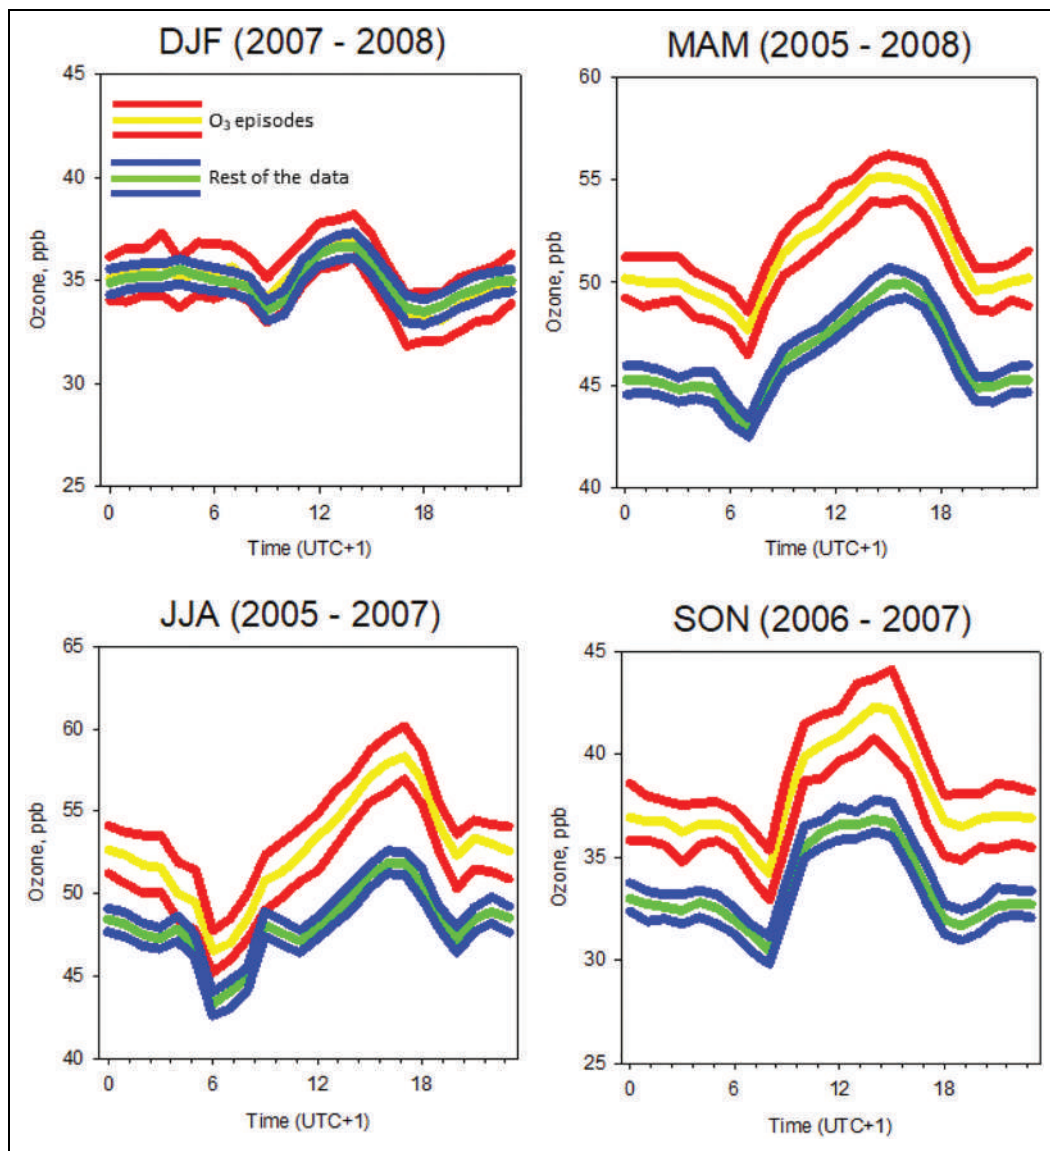 DJF (2007 - 2008)
45
40
35
30
25
Ozone, ppb
O₃ episodes
Rest of the data
0 6 12 18
Time (UTC+1)
MAM (2005 - 2008)
60
55
50
45
40
Ozone, ppb
0 6 12 18
Time (UTC+1)
JJA (2005 - 2007)
65
60
55
50
45
40
Ozone, ppb
0 6 12 18
Time (UTC+1)
SON (2006 - 2007)
45
40
35
30
25
Ozone, ppb
0 6 12 18
Time (UTC+1)